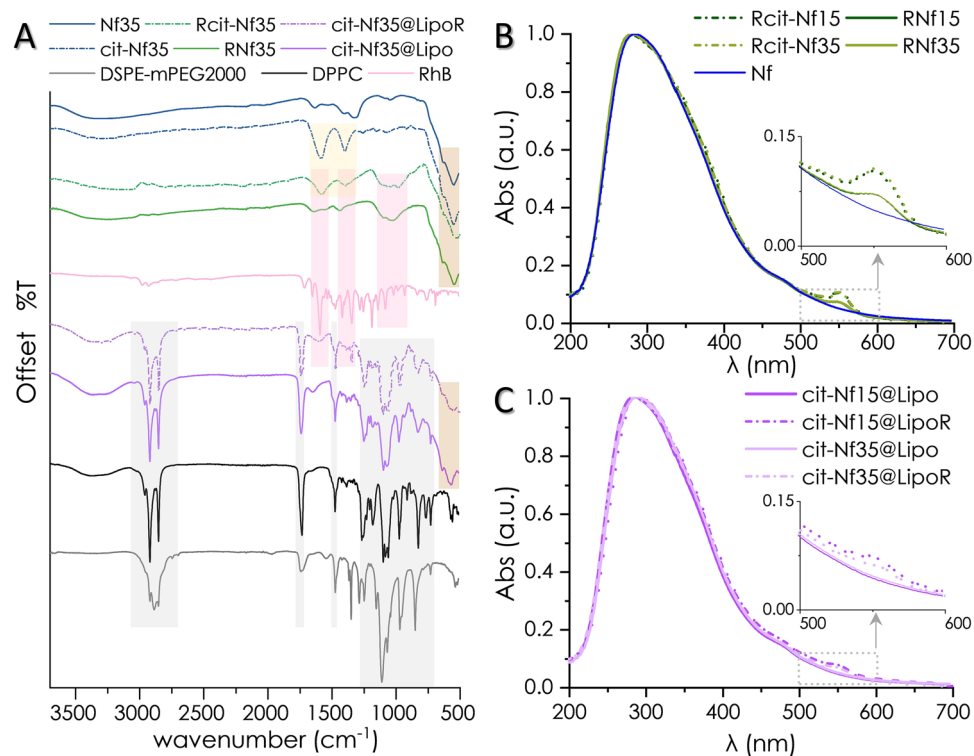 A
Nf35 Rcit-Nf35 cit-Nf35@LipoR
cit-Nf35 RNf35 cit-Nf35@Lipo
DSPE-mPEG2000 DPPC RhB
Offset %T
3500 3000 2500 2000 1500 1000 500
wavenumber (cm⁻¹)
Rcit-Nf15 RNf15
Rcit-Nf35 RNf35
Nf
B
Abs (a.u.)
1.0
0.8
0.6
0.4
0.2
0.0
0.15
0.00
500 600
200 300 400 500 600 700
λ (nm)
C
cit-Nf15@Lipo
cit-Nf15@LipoR
cit-Nf35@Lipo
cit-Nf35@LipoR
Abs (a.u.)
1.0
0.8
0.6
0.4
0.2
0.0
0.15
0.00
500 600
200 300 400 500 600 700
λ (nm)